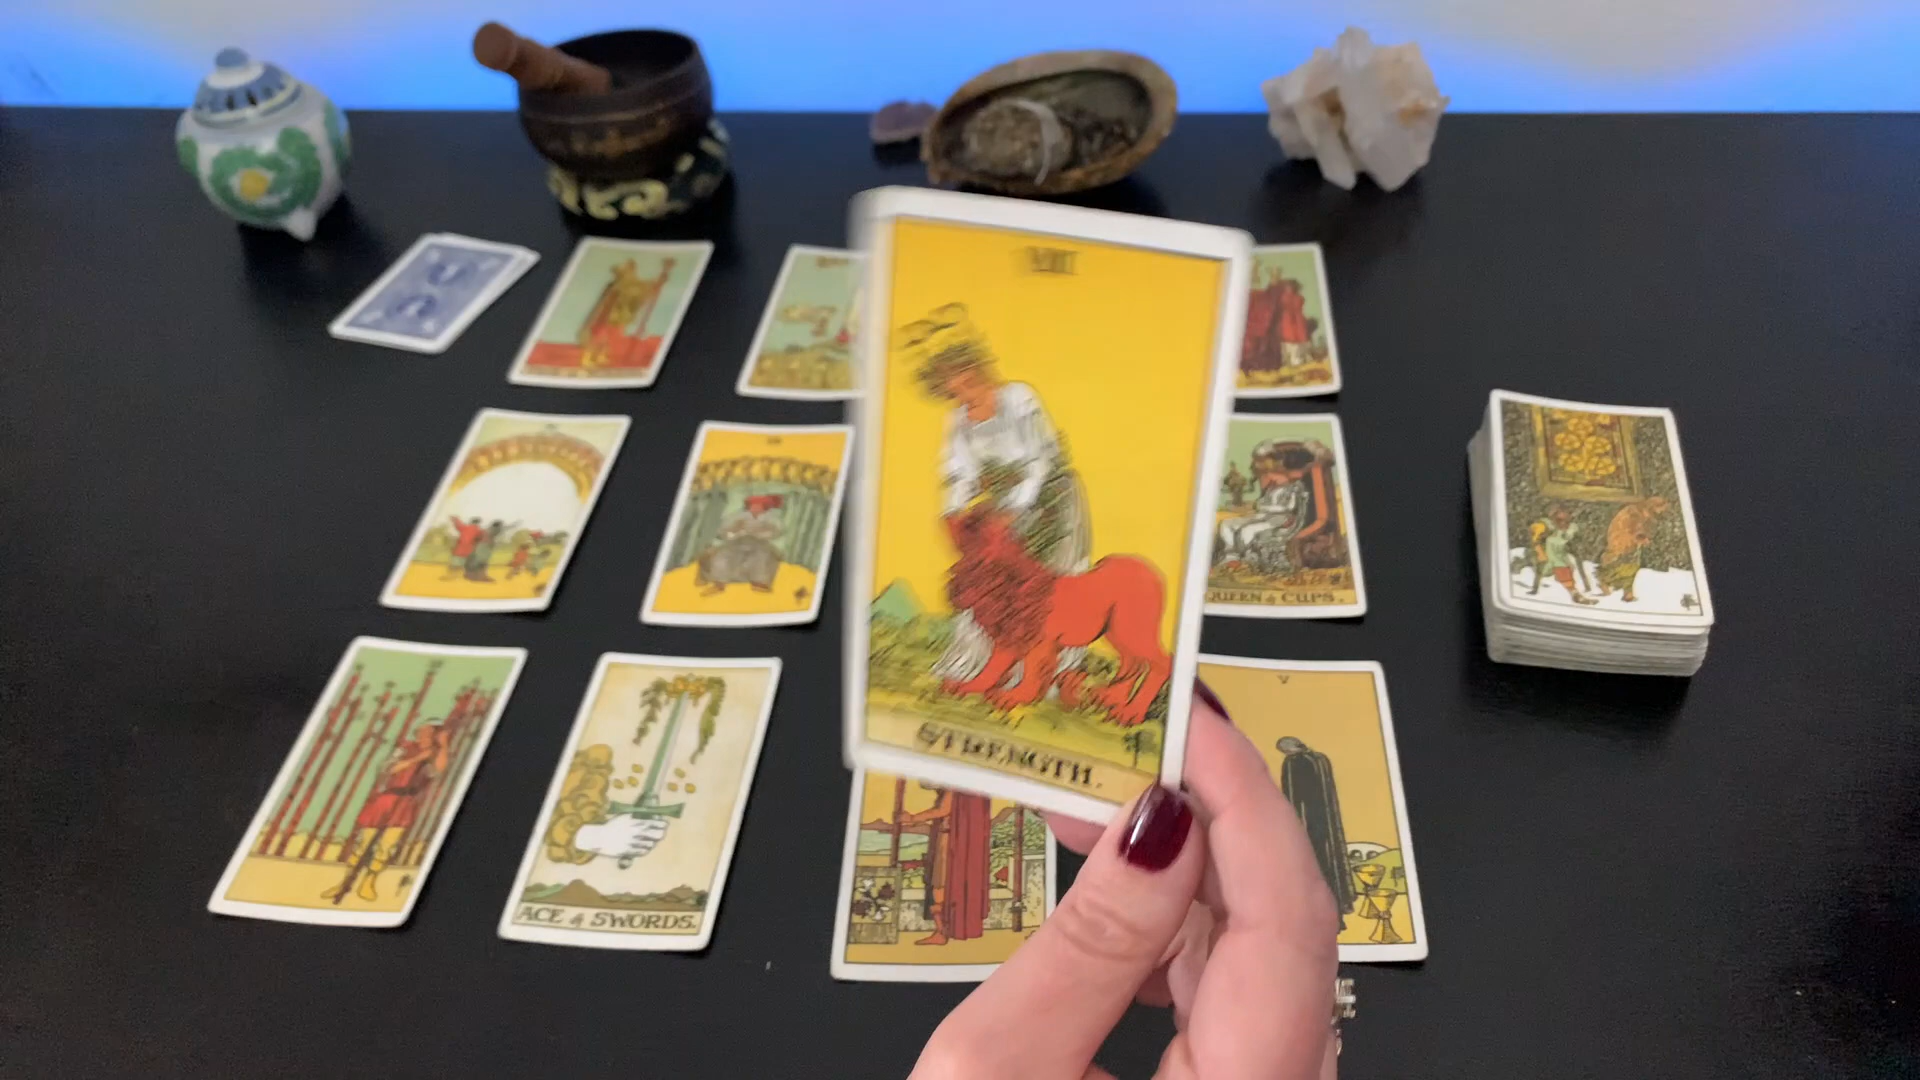 VIII
QUEEN of CUPS.
STRENGTH.
V
ACE of SWORDS.